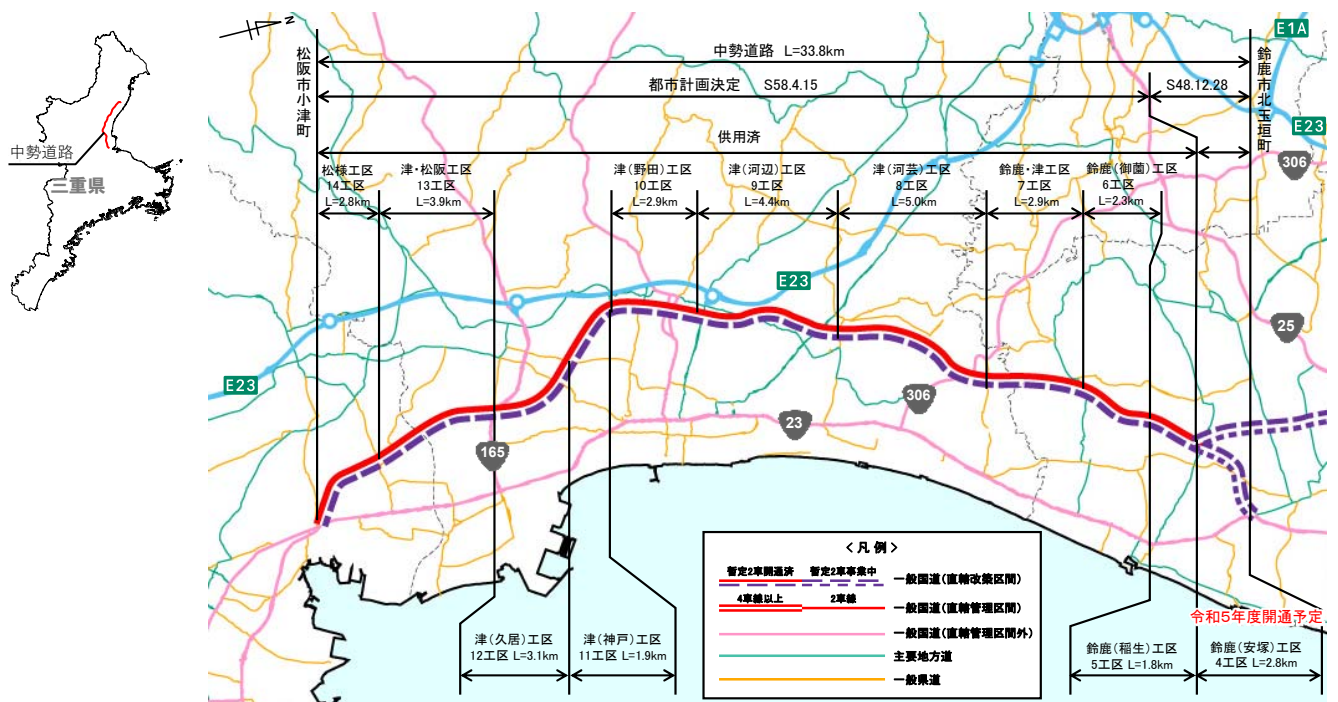 中勢道路
三重県
N
松阪市小津町
中勢道路 L=33.8km
都市計画決定 S58.4.15
S48.12.28
供用済
鈴鹿市北玉垣町
E1A
E23
306
松様工区
14工区
L=2.8km
津・松阪工区
13工区
L=3.9km
津(野田)工区
10工区
L=2.9km
津(河辺)工区
9工区
L=4.4km
津(河芸)工区
8工区
L=5.0km
鈴鹿・津工区
7工区
L=2.9km
鈴鹿(御薗)工区
6工区
L=2.3km
E23
E23
25
306
23
165
令和5年度開通予定
津(久居)工区
12工区 L=3.1km
津(神戸)工区
11工区 L=1.9km
鈴鹿(稲生)工区
5工区 L=1.8km
鈴鹿(安塚)工区
4工区 L=2.8km
<凡 例>
暫定2車開通済 暫定2車事業中
一般国道(直轄改築区間)
4車線以上 2車線
一般国道(直轄管理区間)
一般国道(直轄管理区間外)
主要地方道
一般県道